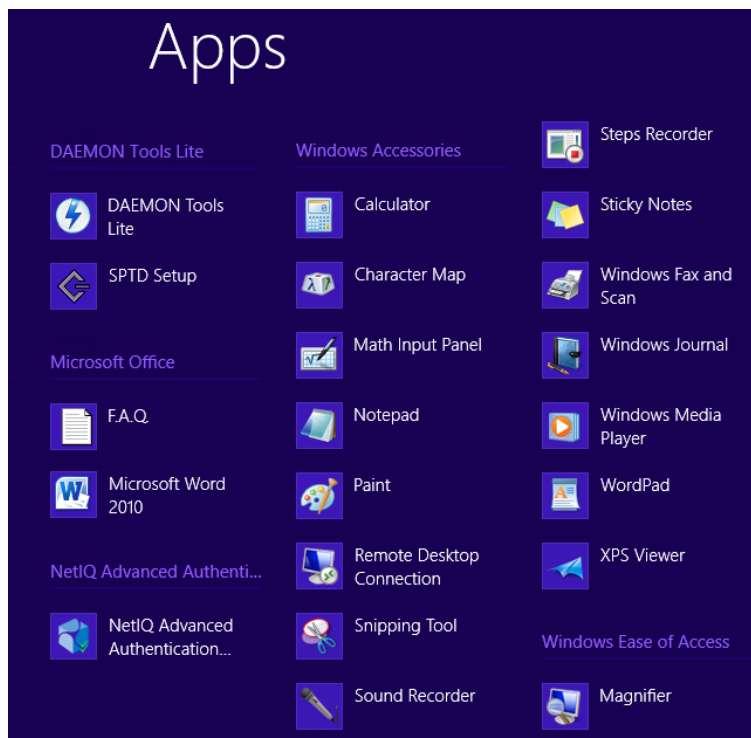 Apps
DAEMON Tools Lite
DAEMON Tools
Lite
SPTD Setup
Microsoft Office
F.A.Q.
Microsoft Word
2010
NetIQ Advanced Authenti...
NetIQ Advanced
Authentication...
Windows Accessories
Calculator
Character Map
Math Input Panel
Notepad
Paint
Remote Desktop
Connection
Snipping Tool
Sound Recorder
Steps Recorder
Sticky Notes
Windows Fax and
Scan
Windows Journal
Windows Media
Player
WordPad
XPS Viewer
Windows Ease of Access
Magnifier